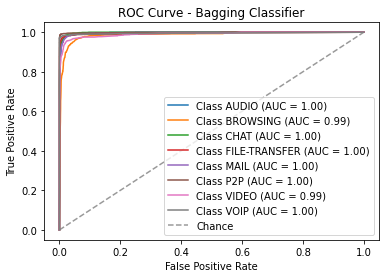 ROC Curve - Bagging Classifier
True Positive Rate
1.0
0.8
0.6
0.4
0.2
0.0
Class AUDIO (AUC = 1.00)
Class BROWSING (AUC = 0.99)
Class CHAT (AUC = 1.00)
Class FILE-TRANSFER (AUC = 1.00)
Class MAIL (AUC = 1.00)
Class P2P (AUC = 1.00)
Class VIDEO (AUC = 0.99)
Class VOIP (AUC = 1.00)
Chance
0.0 0.2 0.4 0.6 0.8 1.0
False Positive Rate